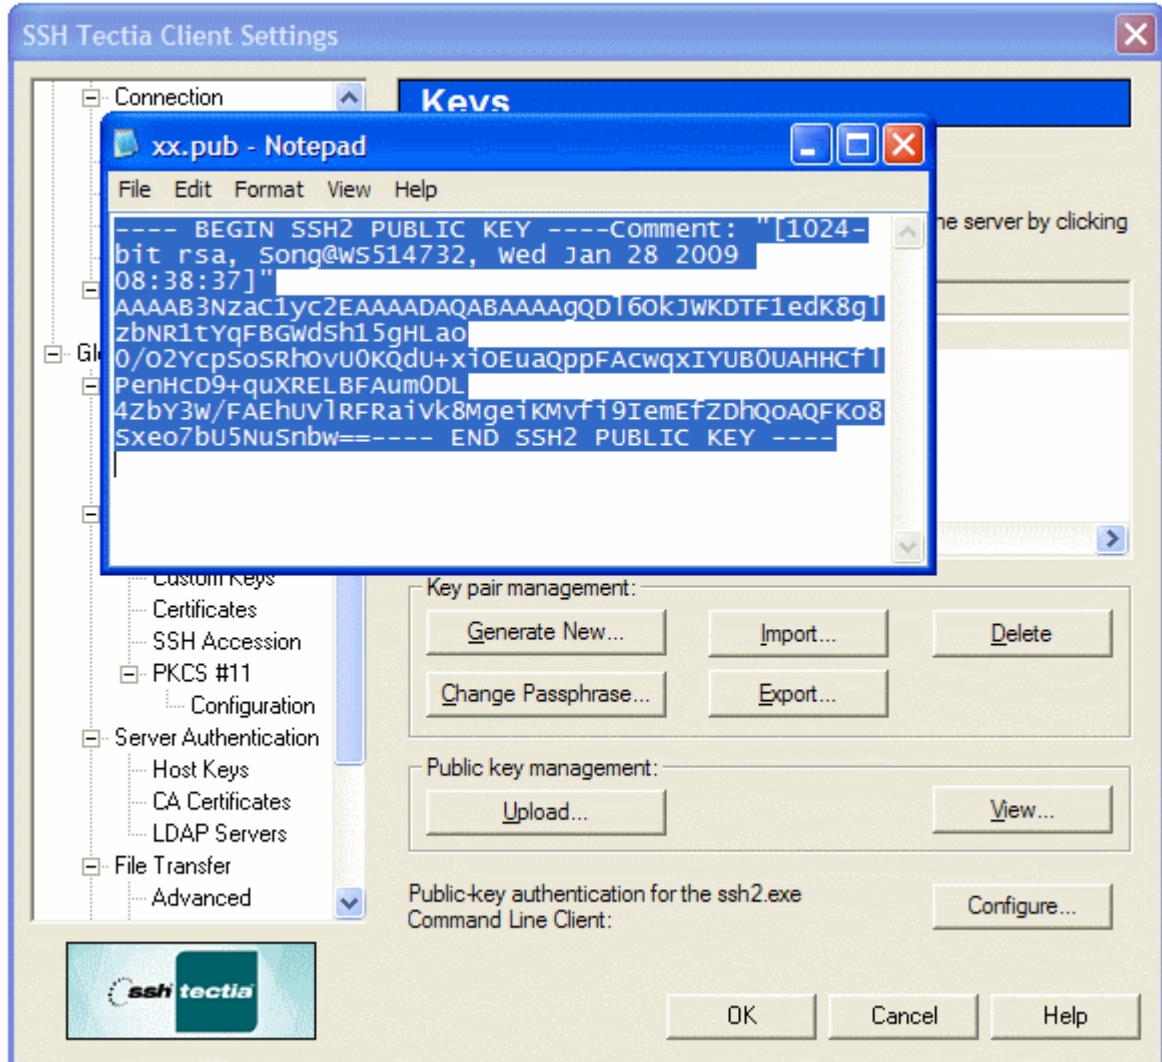 SSH Tectia Client Settings
Connection
Keys
xx.pub - Notepad
File Edit Format View Help
---- BEGIN SSH2 PUBLIC KEY ----Comment: "[1024-
bit rsa, Song@WS514732, Wed Jan 28 2009
08:38:37]"
AAAAB3NzaC1yc2EAAAADAQABAAAAgQDl6OkJWKDTF1edK8gl
zbNR1tYqFBGWdSh15gHLao
0/O2YcpSoSRhOvU0KQdU+xiOEuaQppFAcwqxIYUB0UAHHCfl
PenHcD9+quXRELBFAum0DL
4ZbY3W/FAEhUVlRFRaiVk8MgeiKMvfi9IemEfZDhQoAQFKo8
Sxeo7bU5NuSnbw==---- END SSH2 PUBLIC KEY ----
he server by clicking
Gl
Custom Keys
Certificates
SSH Accession
PKCS #11
Configuration
Server Authentication
Host Keys
CA Certificates
LDAP Servers
File Transfer
Advanced
Key pair management:
Generate New... Import... Delete
Change Passphrase... Export...
Public key management:
Upload... View...
Public-key authentication for the ssh2.exe
Command Line Client:
Configure...
ssh tectia
OK Cancel Help